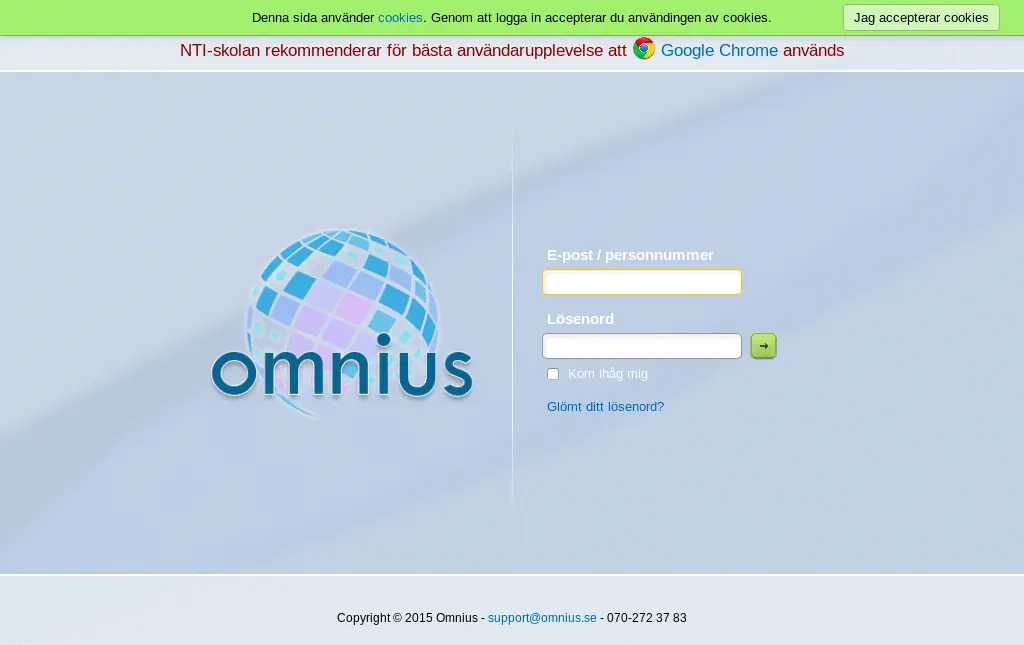 Denna sida använder cookies. Genom att logga in accepterar du användingen av cookies.
Jag accepterar cookies
NTI-skolan rekommenderar för bästa användarupplevelse att Google Chrome används
omnius
E-post / personnummer
Lösenord
Kom ihåg mig
Glömt ditt lösenord?
Copyright © 2015 Omnius - support@omnius.se - 070-272 37 83